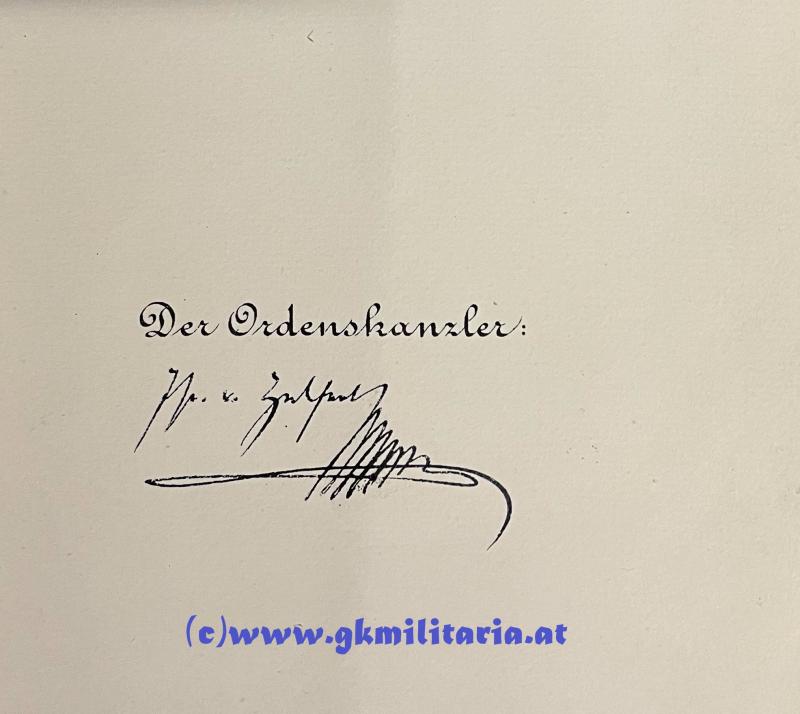 Der Ordenskanzler:
v.
(c)www.gkmilitaria.at